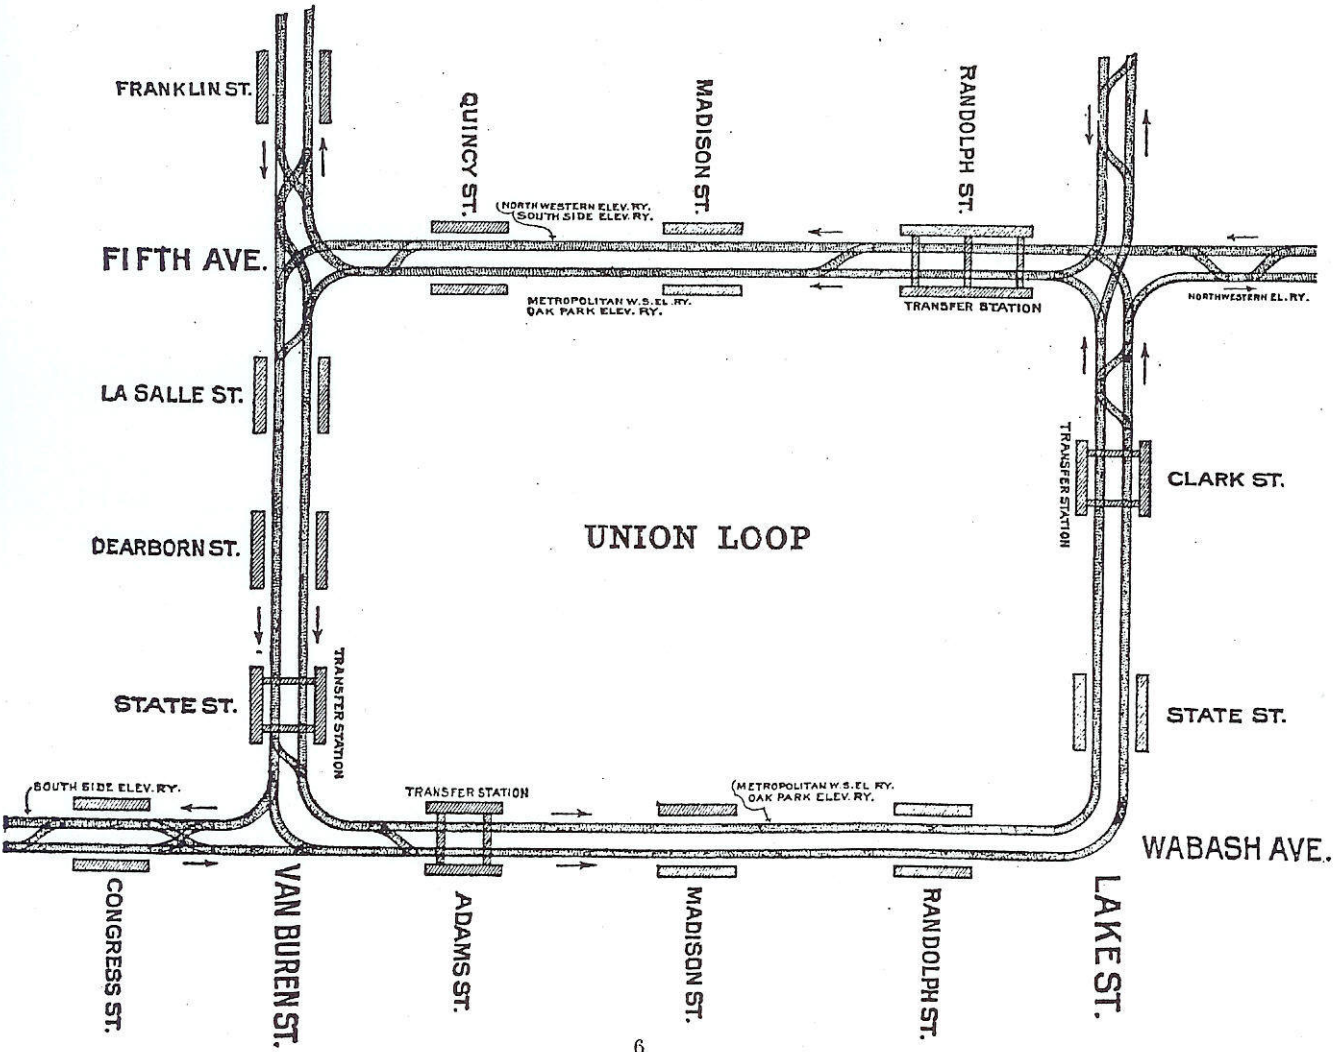 FRANKLIN ST.
QUINCY ST.
MADISON ST.
RANDOLPH ST.
NORTHWESTERN ELEV. RY.
SOUTH SIDE ELEV. RY.
FIFTH AVE.
METROPOLITAN W.S. EL. RY.
OAK PARK ELEV. RY.
TRANSFER STATION
NORTHWESTERN EL. RY.
LA SALLE ST.
TRANSFER STATION
CLARK ST.
DEARBORN ST.
UNION LOOP
STATE ST.
TRANSFER STATION
STATE ST.
SOUTH SIDE ELEV. RY.
TRANSFER STATION
METROPOLITAN W.S. EL. RY.
OAK PARK ELEV. RY.
WABASH AVE.
CONGRESS ST.
VAN BUREN ST.
ADAMS ST.
MADISON ST.
RANDOLPH ST.
LAKE ST.
6